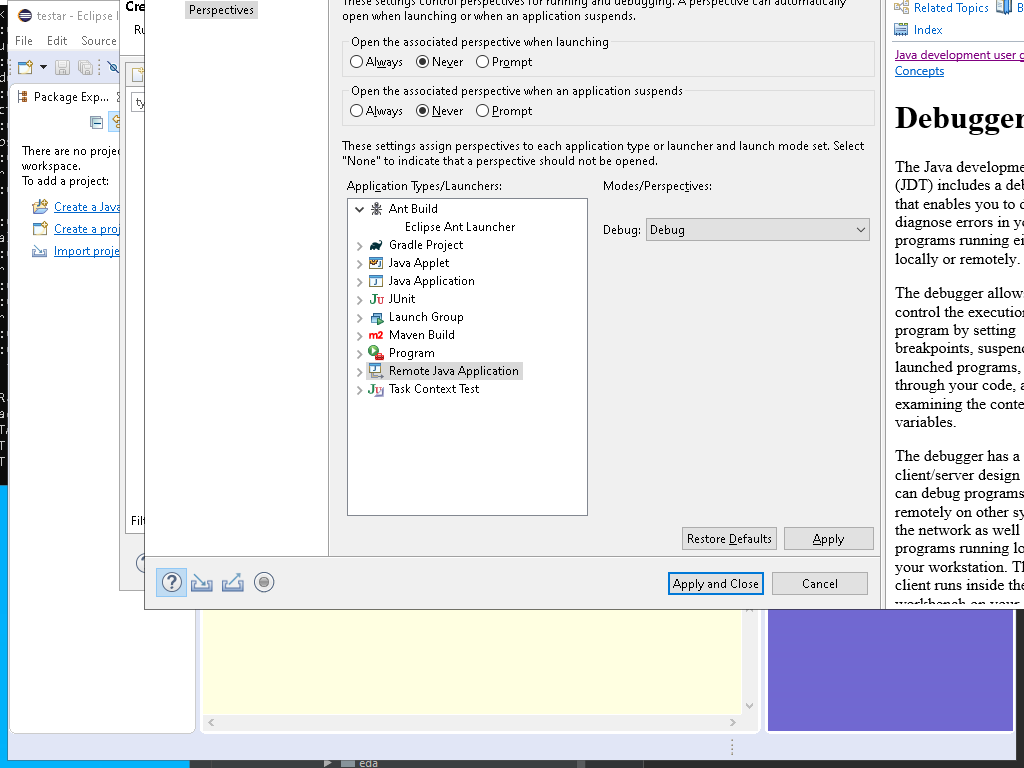 testar - Eclipse I
File Edit Source
Package Exp...
There are no proje
workspace.
To add a project:
Create a Java
Create a proj
Import proje
Cre
Ru
ty
Filt
Perspectives
These settings control perspectives for running and debugging. A perspective can automatically
open when launching or when an application suspends.
Open the associated perspective when launching
Always Never Prompt
Open the associated perspective when an application suspends
Always Never Prompt
These settings assign perspectives to each application type or launcher and launch mode set. Select
"None" to indicate that a perspective should not be opened.
Application Types/Launchers:
Modes/Perspectives:
Ant Build
Eclipse Ant Launcher
Gradle Project
Java Applet
Java Application
JUnit
Launch Group
Maven Build
Program
Remote Java Application
Task Context Test
Debug: Debug
Restore Defaults Apply
Apply and Close Cancel
Related Topics B
Index
Java development user g
Concepts
Debugger
The Java developme
(JDT) includes a deb
that enables you to d
diagnose errors in yo
programs running ei
locally or remotely.
The debugger allows
control the execution
program by setting
breakpoints, suspend
launched programs,
through your code, a
examining the conte
variables.
The debugger has a
client/server design
can debug programs
remotely on other sy
the network as well
programs running lo
your workstation. Th
client runs inside the
workbench on your
eda